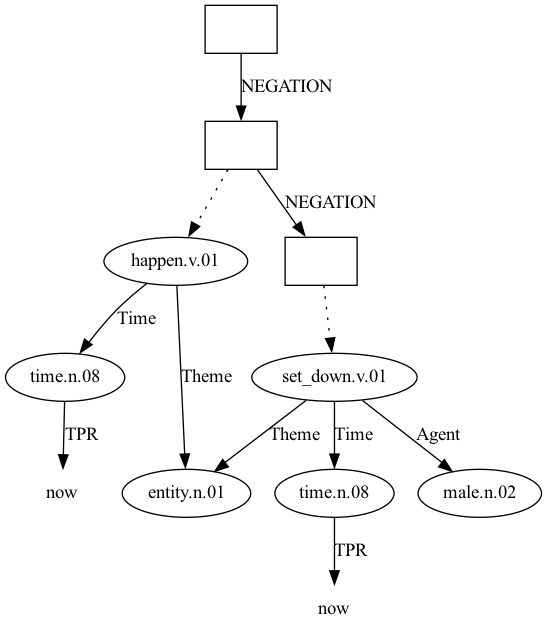 NEGATION
NEGATION
happen.v.01
Time
time.n.08
Theme
set_down.v.01
TPR
Theme
Time
Agent
now
entity.n.01
time.n.08
male.n.02
TPR
now